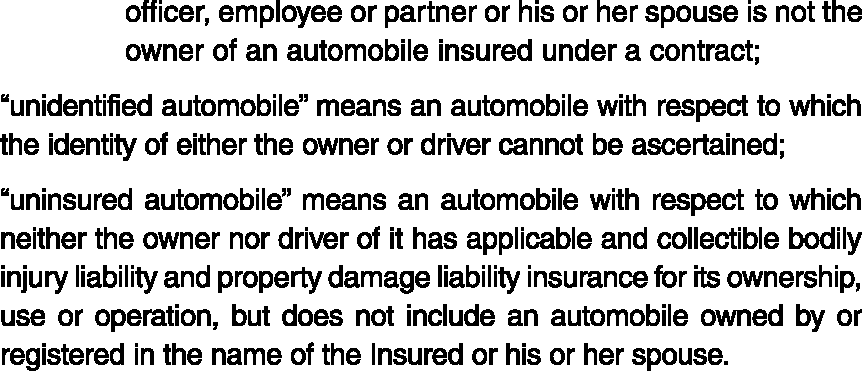 officer, employee or partner or his or her spouse is not the
owner of an automobile insured under a contract;
“unidentified automobile” means an automobile with respect to which
the identity of either the owner or driver cannot be ascertained;
“uninsured automobile” means an automobile with respect to which
neither the owner nor driver of it has applicable and collectible bodily
injury liability and property damage liability insurance for its ownership,
use or operation, but does not include an automobile owned by or
registered in the name of the Insured or his or her spouse.